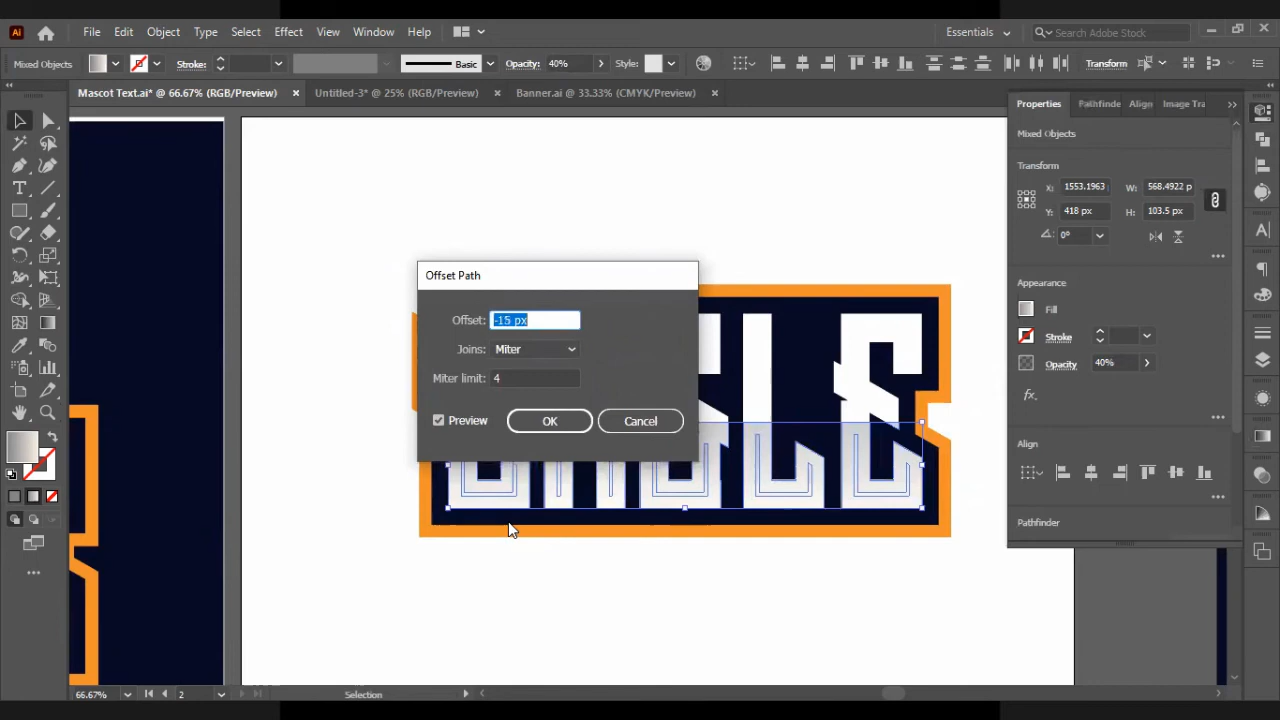 Ai File Edit Object Type Select Effect View Window Help Essentials Search Adobe Stock
Mixed Objects Stroke: Basic Opacity: 40% Style: Transform
Mascot Text.ai* @ 66.67% (RGB/Preview) × Untitled-3* @ 25% (RGB/Preview) × Banner.ai @ 33.33% (CMYK/Preview) ×
Properties Pathfinde Align Image Tra
Mixed Objects
Transform
X: 1553.1963 W: 568.4922 p
Y: 418 px H: 103.5 px
0°
Appearance
Fill
Stroke
Opacity 40%
fx.
Align
Pathfinder
Offset Path
Offset: -15 px
Joins: Miter
Miter limit: 4
Preview OK Cancel
66.67% 2 Selection